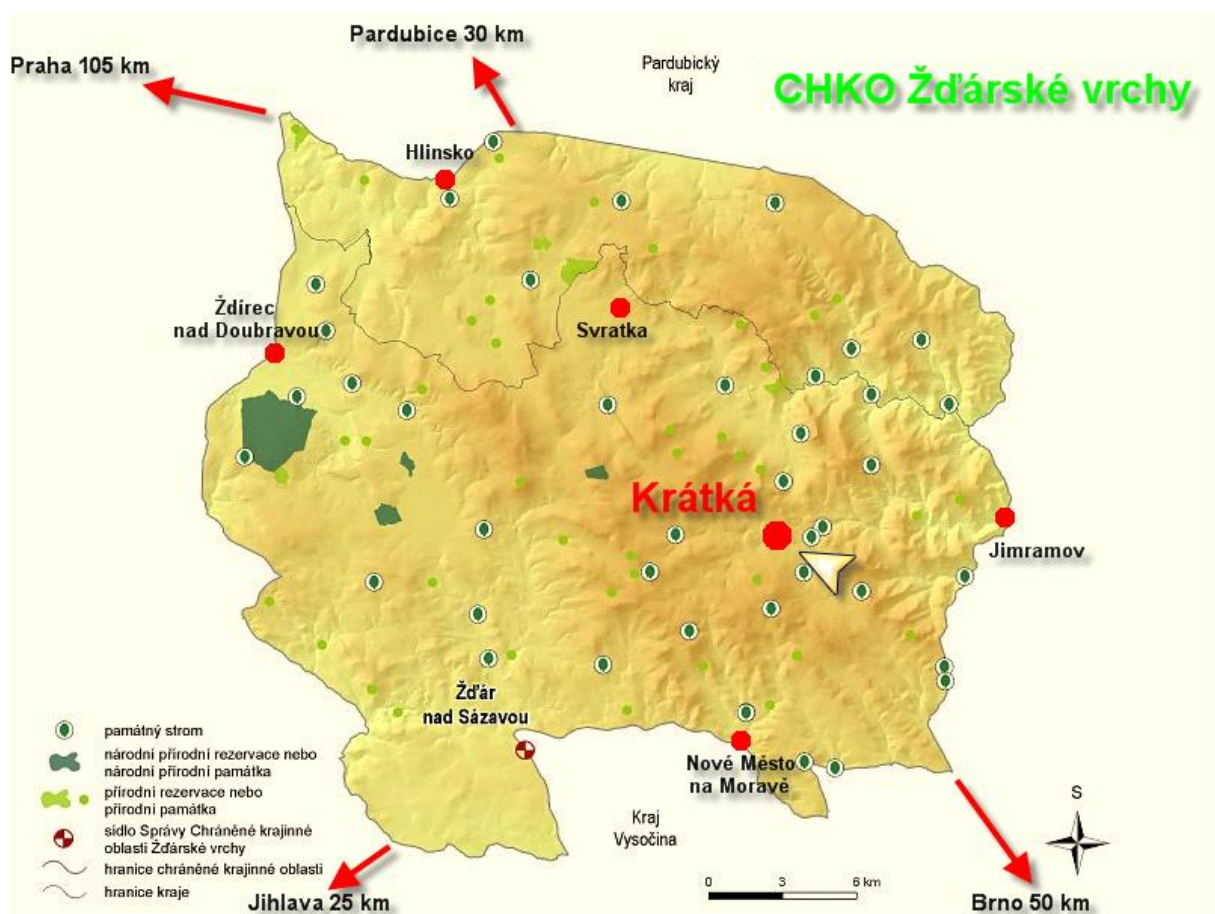 Pardubice 30 km
Praha 105 km
Pardubický
kraj
CHKO Žďárské vrchy
Hlinsko
Ždírec
nad Doubravou
Svratka
Krátká
Jimramov
Žďár
nad Sázavou
Nové Město
na Moravě
Kraj
Vysočina
památný strom
národní přírodní rezervace nebo
národní přírodní památka
přírodní rezervace nebo
přírodní památka
sídlo Správy Chráněné krajinné
oblasti Žďárské vrchy
hranice chráněné krajinné oblasti
hranice kraje
S
0 3 6 km
Jihlava 25 km
Brno 50 km